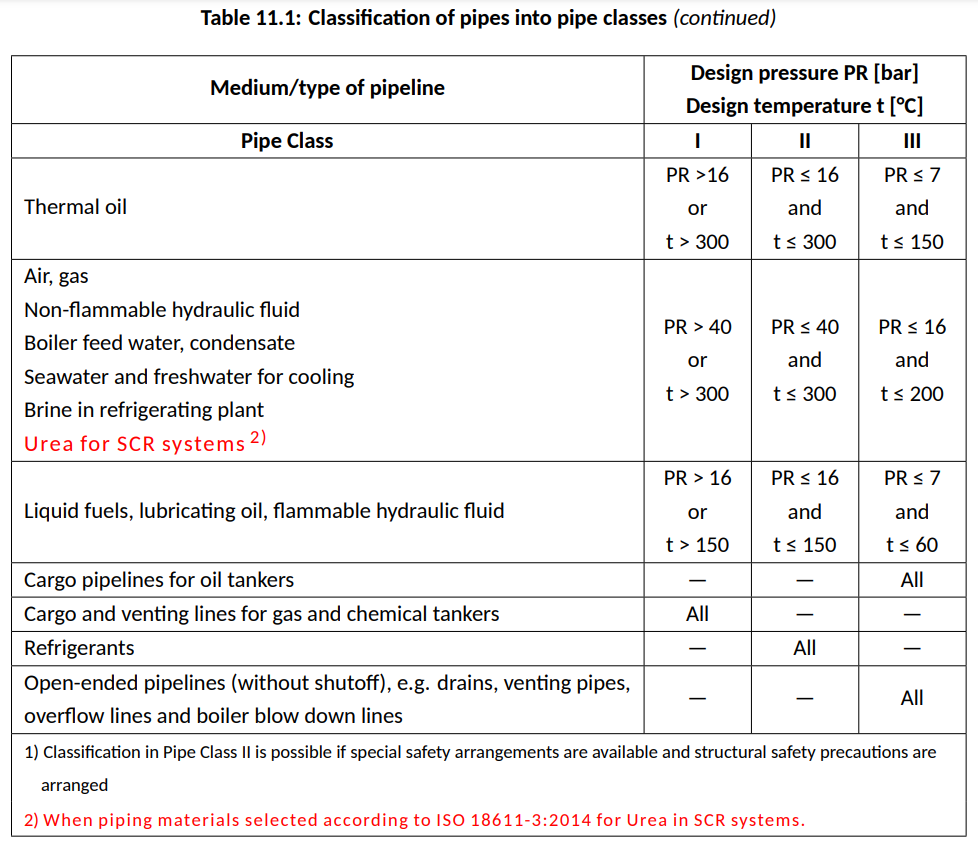 Table 11.1: Classification of pipes into pipe classes (continued)
Medium/type of pipeline
Design pressure PR [bar]
Design temperature t [°C]
Pipe Class
I
II
III
Thermal oil
PR >16
or
t > 300
PR ≤ 16
and
t ≤ 300
PR ≤ 7
and
t ≤ 150
Air, gas
Non-flammable hydraulic fluid
Boiler feed water, condensate
Seawater and freshwater for cooling
Brine in refrigerating plant
Urea for SCR systems 2)
PR > 40
or
t > 300
PR ≤ 40
and
t ≤ 300
PR ≤ 16
and
t ≤ 200
Liquid fuels, lubricating oil, flammable hydraulic fluid
PR > 16
or
t > 150
PR ≤ 16
and
t ≤ 150
PR ≤ 7
and
t ≤ 60
Cargo pipelines for oil tankers
—
—
All
Cargo and venting lines for gas and chemical tankers
All
—
—
Refrigerants
—
All
—
Open-ended pipelines (without shutoff), e.g. drains, venting pipes,
overflow lines and boiler blow down lines
—
—
All
1) Classification in Pipe Class II is possible if special safety arrangements are available and structural safety precautions are
arranged
2) When piping materials selected according to ISO 18611-3:2014 for Urea in SCR systems.